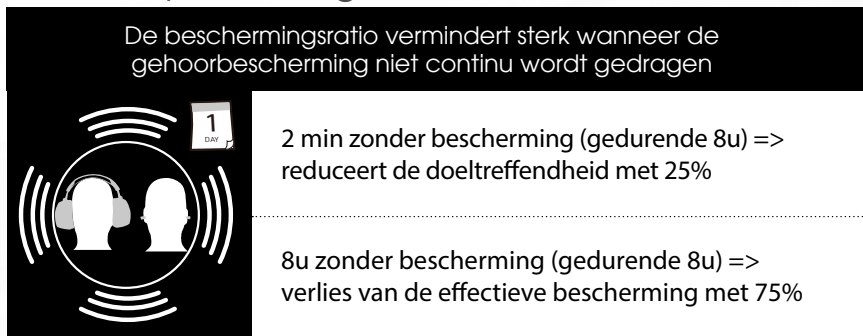 De beschermingsratio vermindert sterk wanneer de
gehoorbescherming niet continu wordt gedragen
1
DAY
2 min zonder bescherming (gedurende 8u) =>
reduceert de doeltreffendheid met 25%
8u zonder bescherming (gedurende 8u) =>
verlies van de effectieve bescherming met 75%